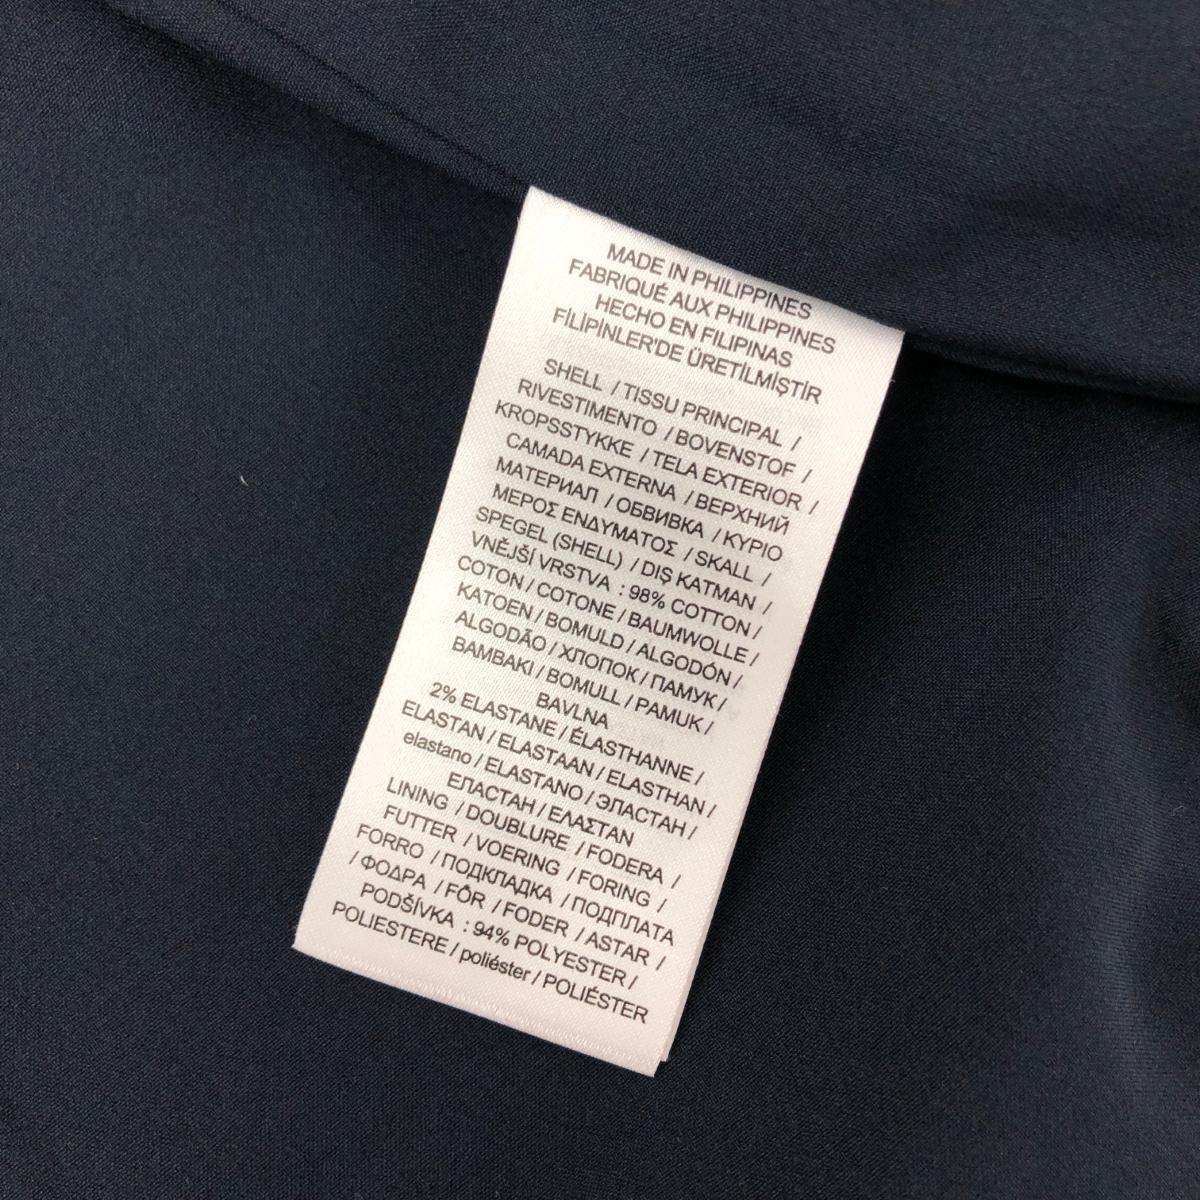 MADE IN PHILIPPINES
FABRIQUÉ AUX PHILIPPINES
HECHO EN FILIPINAS
FİLİPİNLER'DE ÜRETİLMİŞTİR
SHELL / TISSU PRINCIPAL /
RIVESTIMENTO / BOVENSTOF /
KROPSSTYKKE / TELA EXTERIOR /
CAMADA EXTERNA / ВЕРХНИЙ
МАТЕРИАЛ / ОБВИВКА / ΚΥΡΙΟ
ΜΕΡΟΣ ΕΝΔΥΜΑΤΟΣ / SKALL /
SPEGEL (SHELL) / DIŞ KATMAN /
VNĚJŠÍ VRSTVA : 98% COTTON /
COTON / COTONE / BAUMWOLLE /
KATOEN / BOMULD / ALGODÓN /
ALGODÃO / ХЛОПОК / ПАМУК /
BAMBAKI / BOMULL / PAMUK /
BAVLNA
2% ELASTANE / ÉLASTHANNE /
ELASTAN / ELASTAAN / ELASTHAN /
elastano / ELASTANO / ЭЛАСТАН /
ЕЛАСТАН / ΕΛΑΣΤΑΝ
LINING / DOUBLURE / FODERA /
FUTTER / VOERING / FORING /
FORRO / ПОДКЛАДКА / ПОДПЛАТА
/ ΦΟΔΡΑ / FÔR / FODER / ASTAR /
PODŠÍVKA : 94% POLYESTER /
POLIESTERE / poliéster / POLIÉSTER